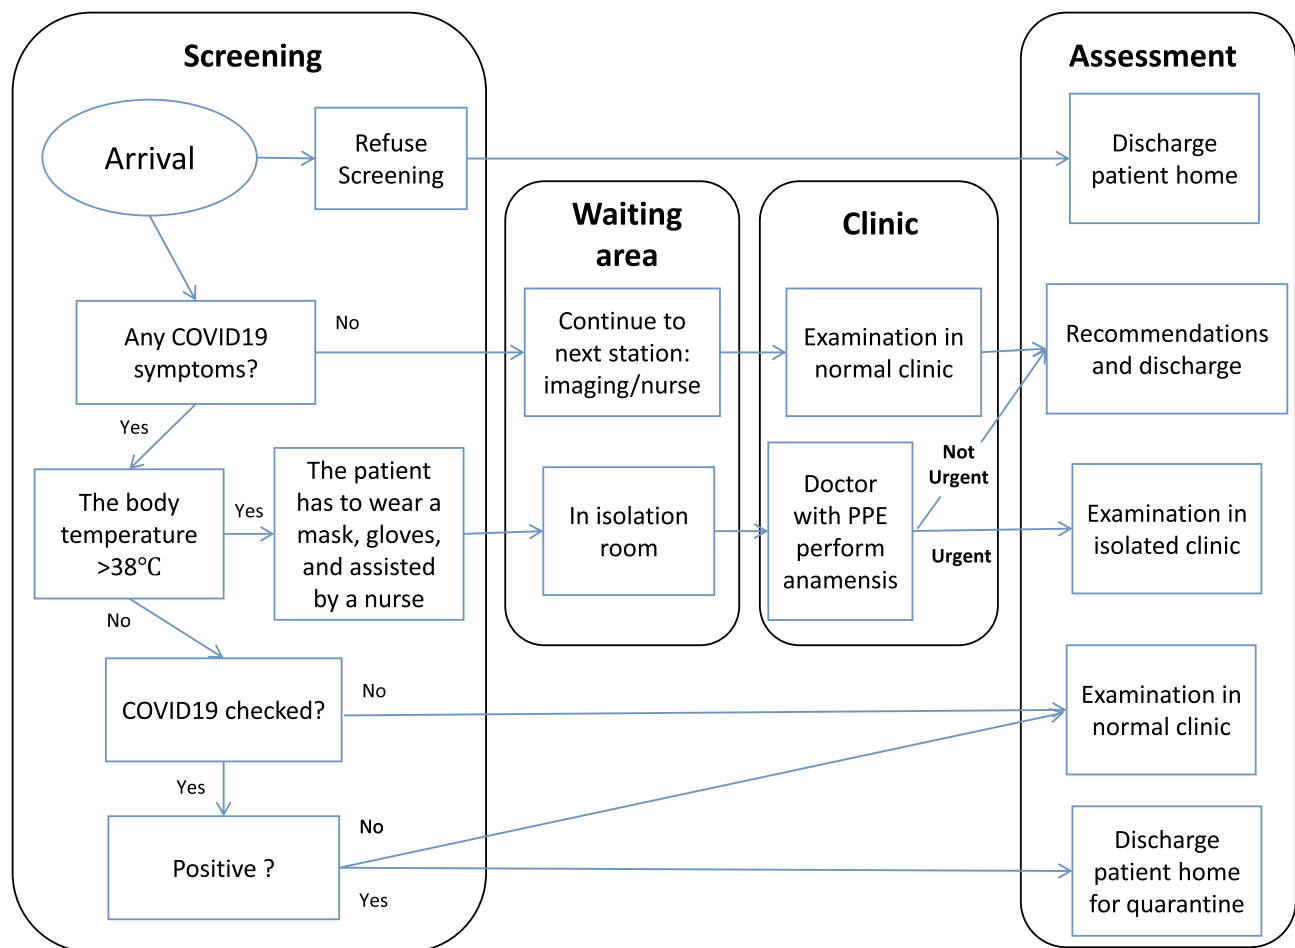 Screening
Arrival
Refuse
Screening
Any COVID19
symptoms?
No
Yes
The body
temperature
>38℃
Yes
The patient
has to wear a
mask, gloves,
and assisted
by a nurse
No
COVID19 checked?
No
Yes
Positive ?
No
Yes
Waiting
area
Continue to
next station:
imaging/nurse
In isolation
room
Clinic
Examination in
normal clinic
Doctor
with PPE
perform
anamensis
Not
Urgent
Urgent
Assessment
Discharge
patient home
Recommendations
and discharge
Examination in
isolated clinic
Examination in
normal clinic
Discharge
patient home
for quarantine